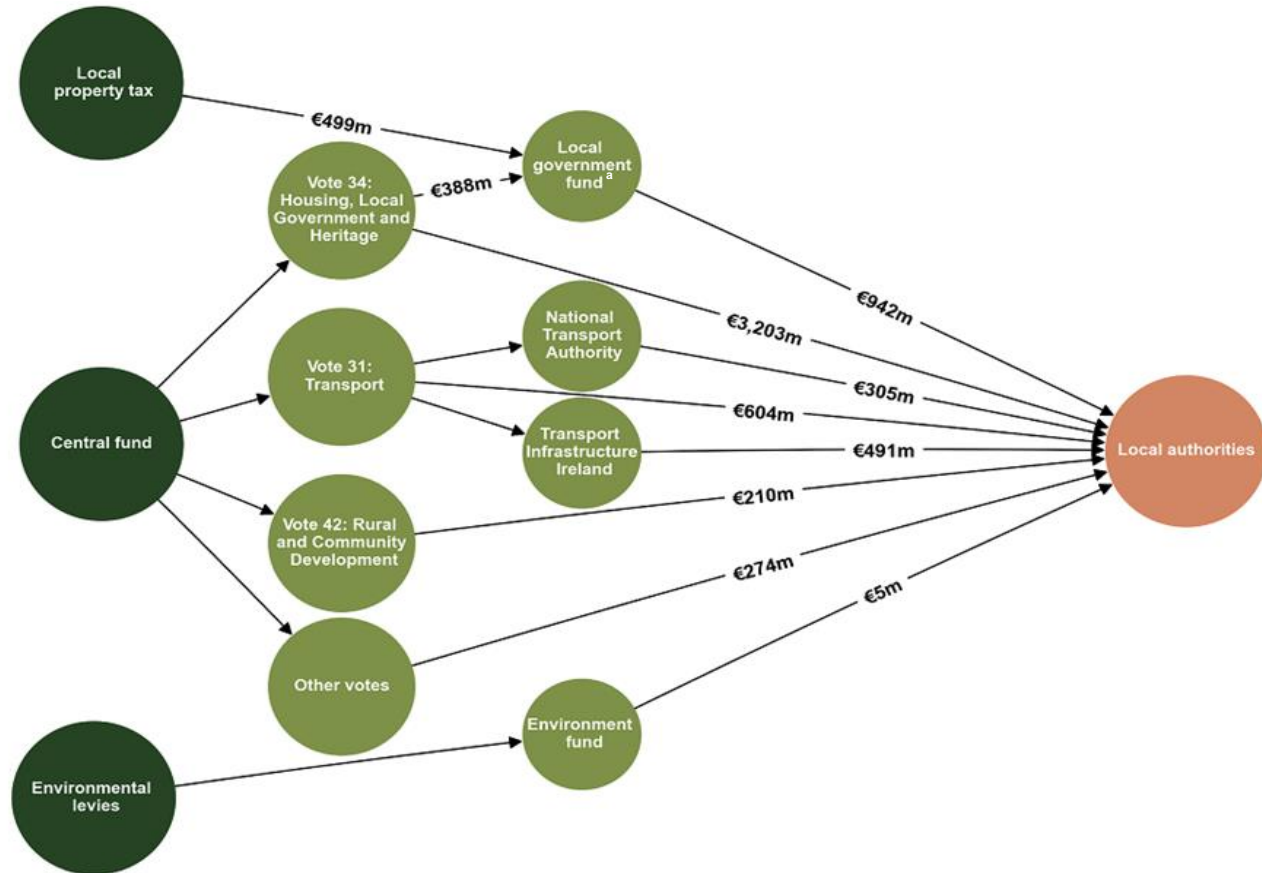 Local
property tax
€499m
Local
government
fund a
Vote 34:
Housing, Local
Government and
Heritage
€388m
€942m
€3,203m
National
Transport
Authority
Vote 31:
Transport
€305m
€604m
Central fund
Transport
Infrastructure
Ireland
€491m
Local authorities
€210m
Vote 42: Rural
and Community
Development
€274m
€5m
Other votes
Environment
fund
Environmental
levies